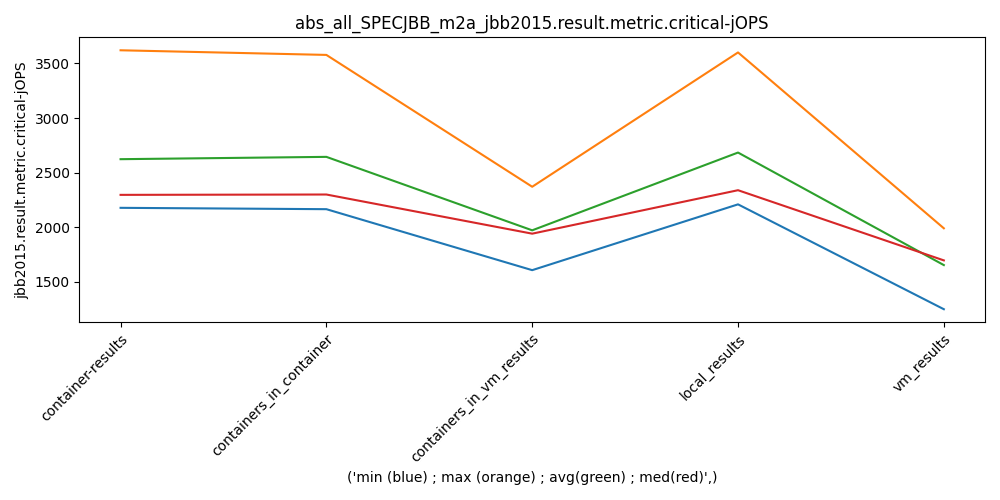 abs_all_SPECJBB_m2a_jbb2015.result.metric.critical-jOPS
jbb2015.result.metric.critical-jOPS
3500
3000
2500
2000
1500
container-results
containers_in_container
containers_in_vm_results
local_results
vm_results
('min (blue) ; max (orange) ; avg(green) ; med(red)',)